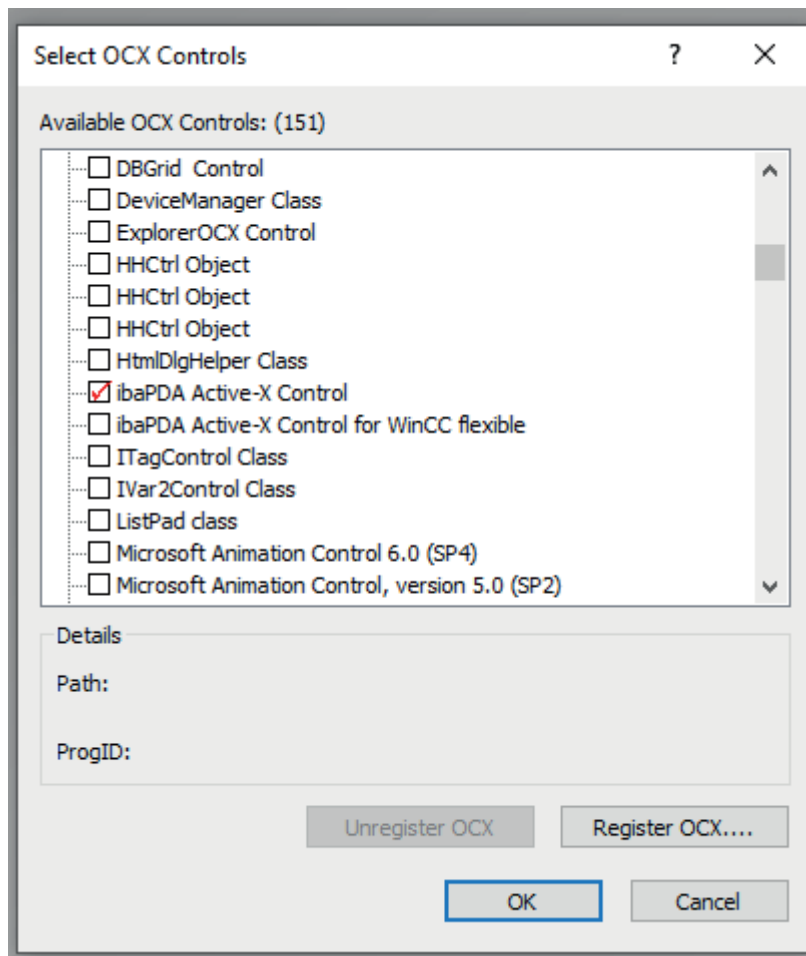 Select OCX Controls ?
Available OCX Controls: (151)
DBGrid  Control
DeviceManager Class
ExplorerOCX Control
HHCtrl Object
HHCtrl Object
HHCtrl Object
HtmlDlgHelper Class
ibaPDA Active-X Control
ibaPDA Active-X Control for WinCC flexible
ITagControl Class
IVar2Control Class
ListPad class
Microsoft Animation Control 6.0 (SP4)
Microsoft Animation Control, version 5.0 (SP2)
Details
Path:
ProgID:
Unregister OCX Register OCX....
OK Cancel